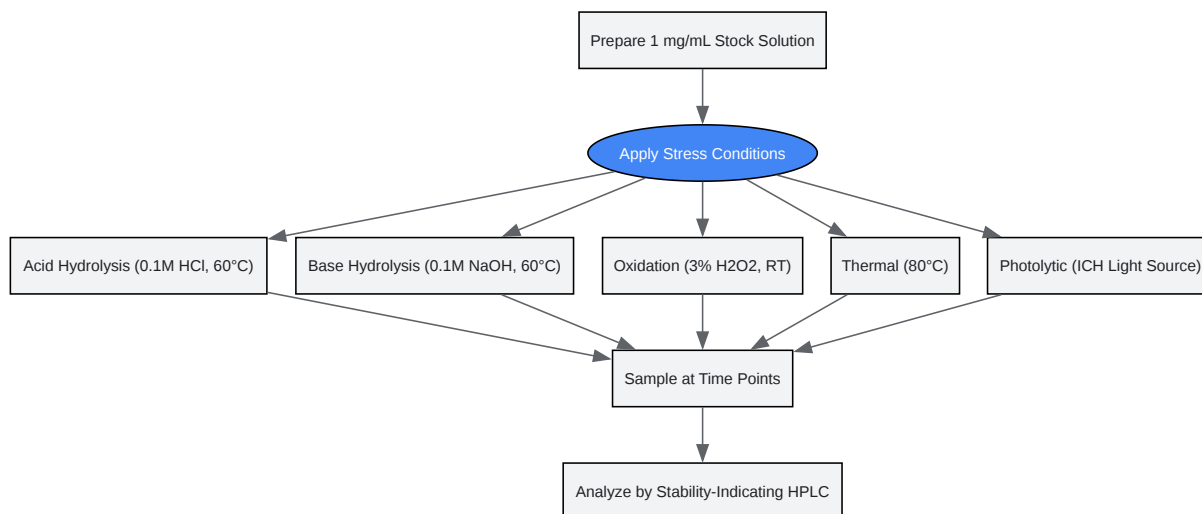 Prepare 1 mg/mL Stock Solution
Apply Stress Conditions
Acid Hydrolysis (0.1M HCl, 60°C)
Base Hydrolysis (0.1M NaOH, 60°C)
Oxidation (3% H2O2, RT)
Thermal (80°C)
Photolytic (ICH Light Source)
Sample at Time Points
Analyze by Stability-Indicating HPLC